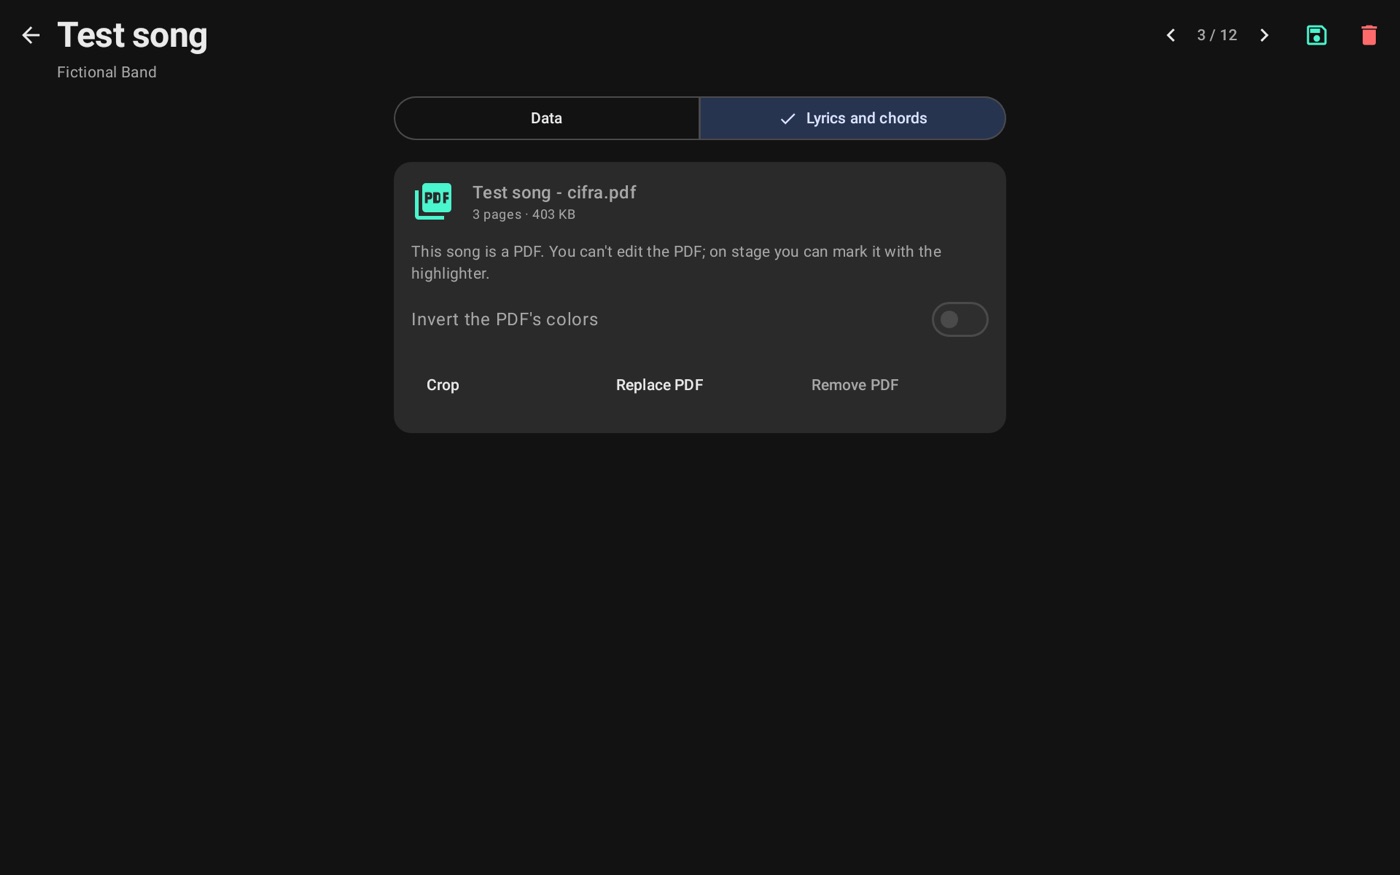 Test song
3 / 12
Fictional Band
Data
Lyrics and chords
PDF
Test song - cifra.pdf
3 pages · 403 KB
This song is a PDF. You can't edit the PDF; on stage you can mark it with the
highlighter.
Invert the PDF's colors
Crop
Replace PDF
Remove PDF